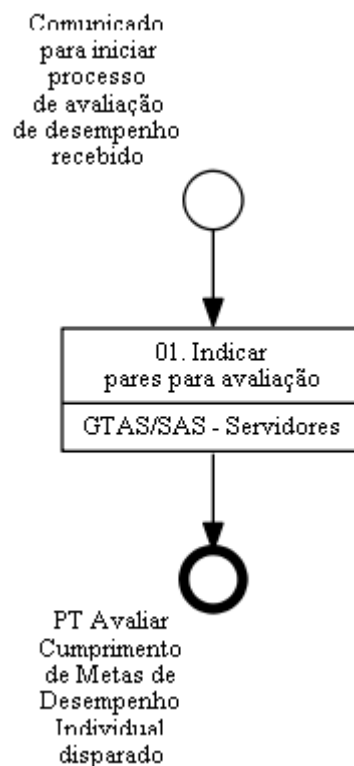 Comunicado
para iniciar
processo
de avaliação
de desempenho
recebido
01. Indicar
pares para avaliação
GTAS/SAS - Servidores
PT Avaliar
Cumprimento
de Metas de
Desempenho
Individual
disparado